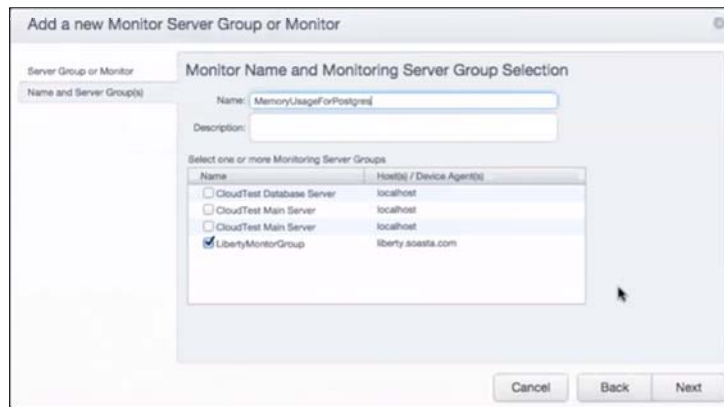 Add a new Monitor Server Group or Monitor
Server Group or Monitor
Name and Server Group(s)
Monitor Name and Monitoring Server Group Selection
Name: MemoryUsageForPostgres
Description:
Select one or more Monitoring Server Groups
Name Host(s) / Device Agent(s)
CloudTest Database Server localhost
CloudTest Main Server localhost
CloudTest Main Server localhost
LibertyMontorGroup liberty.soasta.com
Cancel Back Next